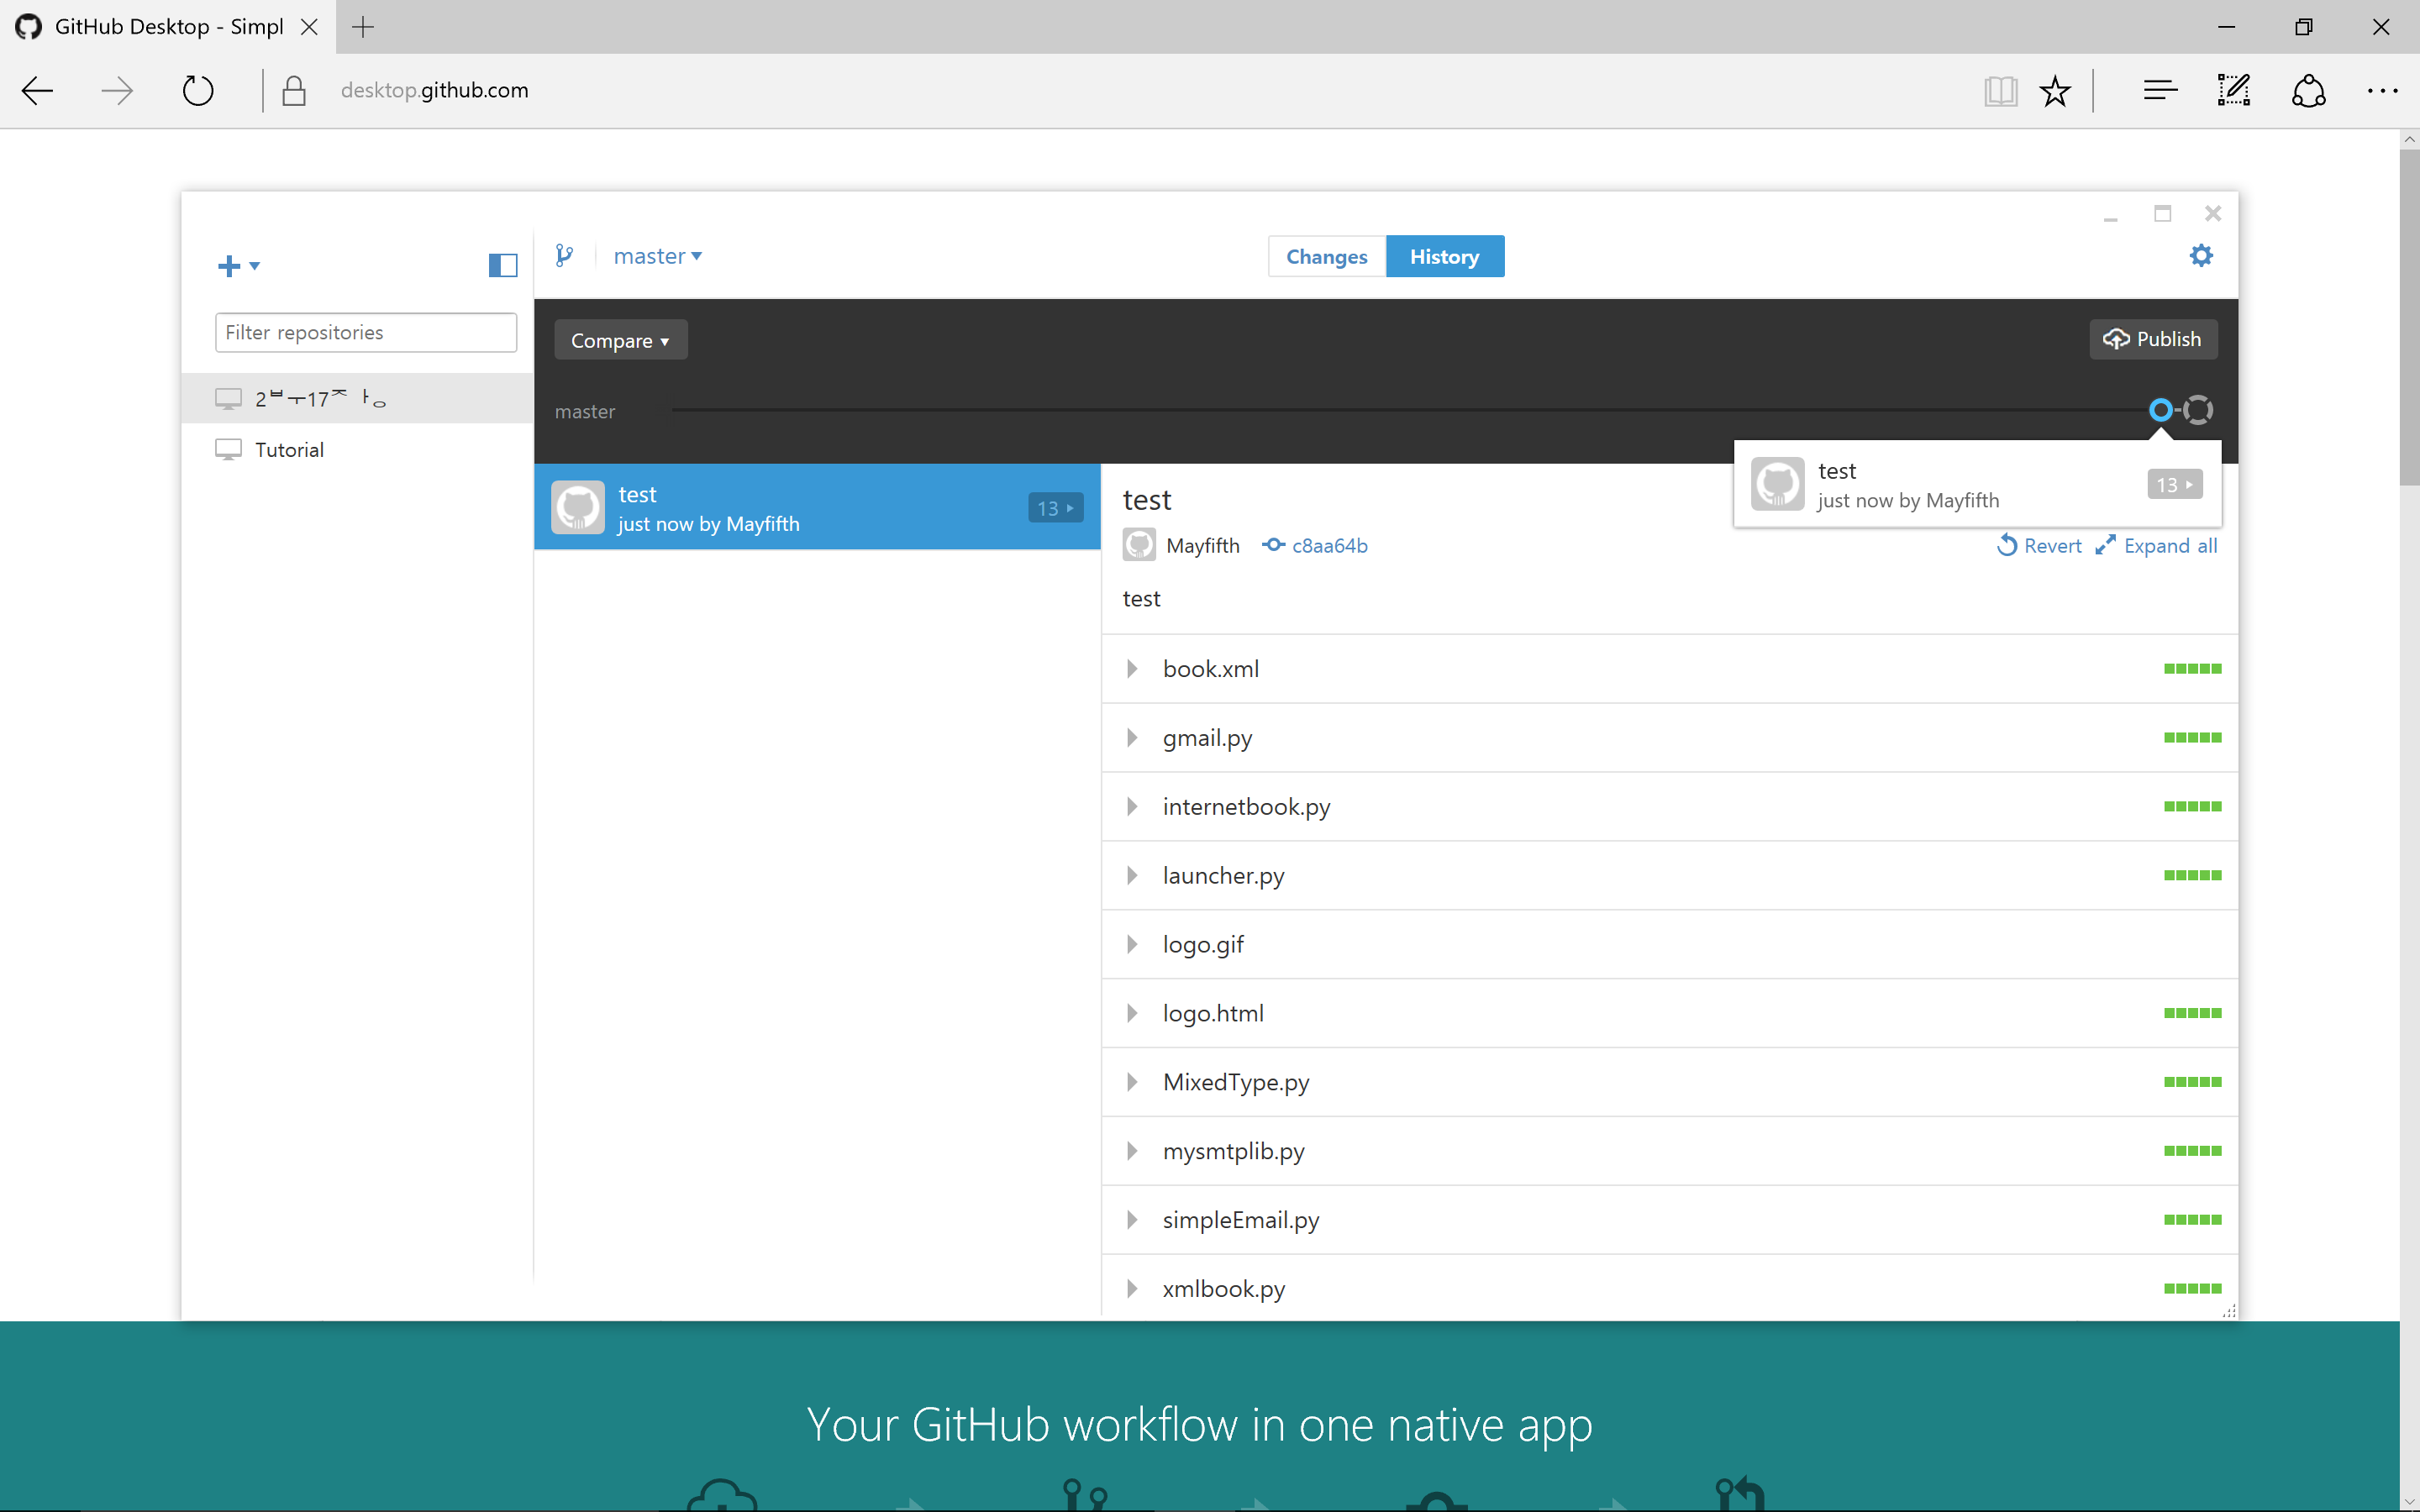 GitHub Desktop - Simpl
desktop.github.com
master
Changes
History
Filter repositories
Compare
Publish
2부17장
master
Tutorial
test
just now by Mayfifth
13
test
just now by Mayfifth
13
test
Mayfifth
c8aa64b
Revert
Expand all
test
book.xml
gmail.py
internetbook.py
launcher.py
logo.gif
logo.html
MixedType.py
mysmtplib.py
simpleEmail.py
xmlbook.py
Your GitHub workflow in one native app